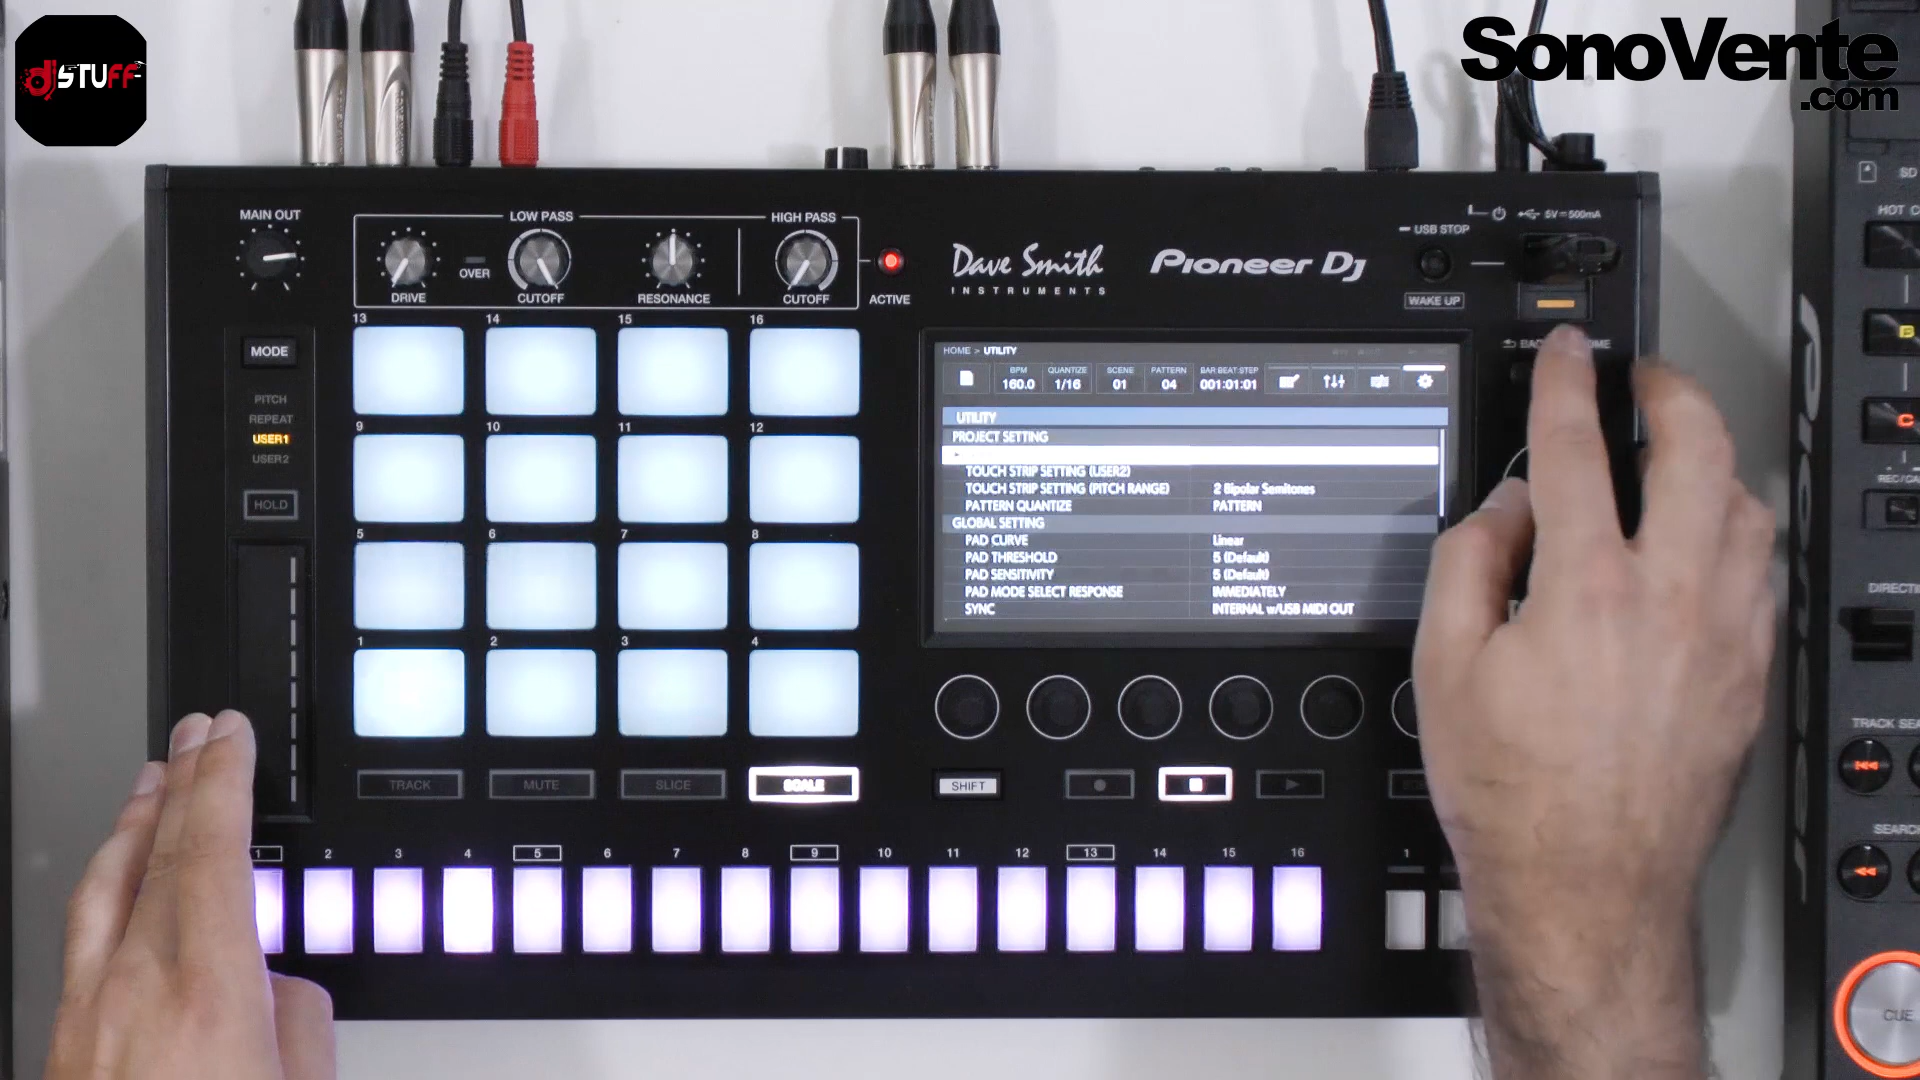 dj STUFF
SonoVente
.com
MAIN OUT
LOW PASS
HIGH PASS
DRIVE
OVER
CUTOFF
RESONANCE
CUTOFF
ACTIVE
Dave Smith
INSTRUMENTS
Pioneer Dj
USB STOP
5V 500mA
WAKE UP
MODE
PITCH
REPEAT
USER1
USER2
HOLD
13 14 15 16
9 10 11 12
5 6 7 8
1 2 3 4
HOME > UTILITY
BPM QUANTIZE SCENE PATTERN BAR.BEAT.STEP
160.0 1/16 01 04 001:01:01
UTILITY
PROJECT SETTING
TOUCH STRIP SETTING (USER2)
TOUCH STRIP SETTING (PITCH RANGE) 2 Bipolar Semitones
PATTERN QUANTIZE PATTERN
GLOBAL SETTING
PAD CURVE Linear
PAD THRESHOLD 5 (Default)
PAD SENSITIVITY 5 (Default)
PAD MODE SELECT RESPONSE IMMEDIATELY
SYNC INTERNAL w/USB MIDI OUT
TRACK MUTE SLICE SCALE
SHIFT
1 2 3 4 5 6 7 8 9 10 11 12 13 14 15 16
1
SD
HOT C
B
C
REC/CA
DIRECTI
Pioneer
TRACK SEA
SEARCH
CUE